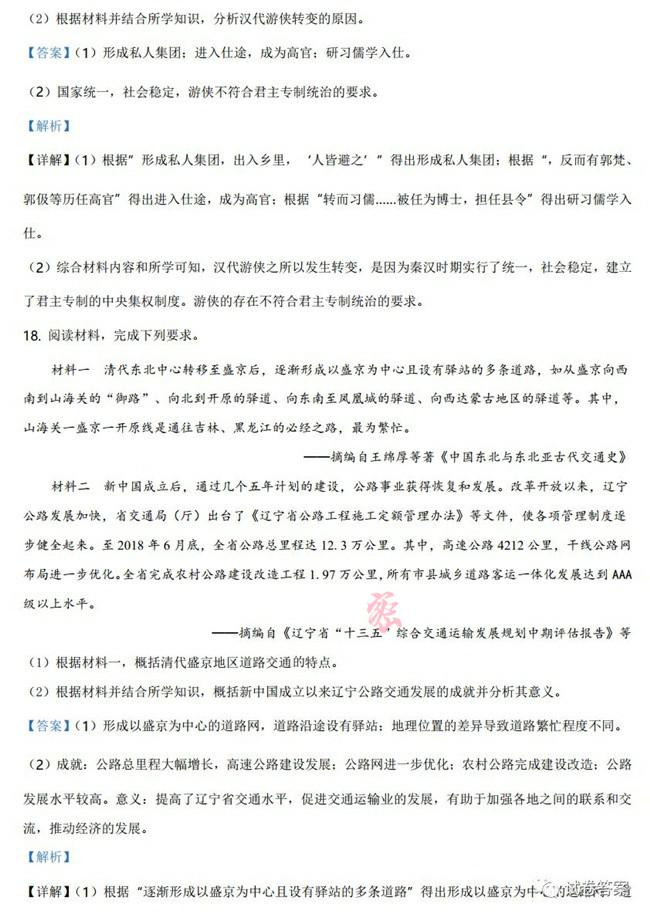 （2）根据材料并结合所学知识，分析汉代游侠转变的原因。
【答案】（1）形成私人集团；进入仕途，成为高官；研习儒学入仕。
（2）国家统一，社会稳定，游侠不符合君主专制统治的要求。
【解析】
【详解】（1）根据”形成私人集团，出入乡里，‘人皆避之’”得出形成私人集团；根据“，反而有郭梵、
郭伋等历任高官”得出进入仕途，成为高官；根据“转而习儒……被任为博士，担任县令”得出研习儒学入
仕。
（2）综合材料内容和所学可知，汉代游侠之所以发生转变，是因为秦汉时期实行了统一，社会稳定，建立
了君主专制的中央集权制度。游侠的存在不符合君主专制统治的要求。
18. 阅读材料，完成下列要求。
材料一　清代东北中心转移至盛京后，逐渐形成以盛京为中心且设有驿站的多条道路，如从盛京向西
南到山海关的“御路”、向北到开原的驿道、向东南至凤凰城的驿道、向西达蒙古地区的驿道等。其中，
山海关—盛京—开原线是通往吉林、黑龙江的必经之路，最为繁忙。
——摘编自王绵厚等著《中国东北与东北亚古代交通史》
材料二　新中国成立后，通过几个五年计划的建设，公路事业获得恢复和发展。改革开放以来，辽宁
公路发展加快，省交通局（厅）出台了《辽宁省公路工程施工定额管理办法》等文件，使各项管理制度逐
步健全起来。至 2018 年 6 月底，全省公路总里程达 12.3 万公里。其中，高速公路 4212 公里，干线公路网
布局进一步优化。全省完成农村公路建设改造工程 1.97 万公里，所有市县城乡道路客运一体化发展达到 AAA
级以上水平。
——摘编自《辽宁省“十三五”综合交通运输发展规划中期评估报告》等
（1）根据材料一，概括清代盛京地区道路交通的特点。
（2）根据材料并结合所学知识，概括新中国成立以来辽宁公路交通发展的成就并分析其意义。
【答案】（1）形成以盛京为中心的道路网，道路沿途设有驿站；地理位置的差异导致道路繁忙程度不同。
（2）成就：公路总里程大幅增长，高速公路建设发展；公路网进一步优化；农村公路完成建设改造；公路
发展水平较高。意义：提高了辽宁省交通水平，促进交通运输业的发展，有助于加强各地之间的联系和交
流，推动经济的发展。
【解析】
【详解】（1）根据“逐渐形成以盛京为中心且设有驿站的多条道路”得出形成以盛京为中心的道路网，道
试卷答案